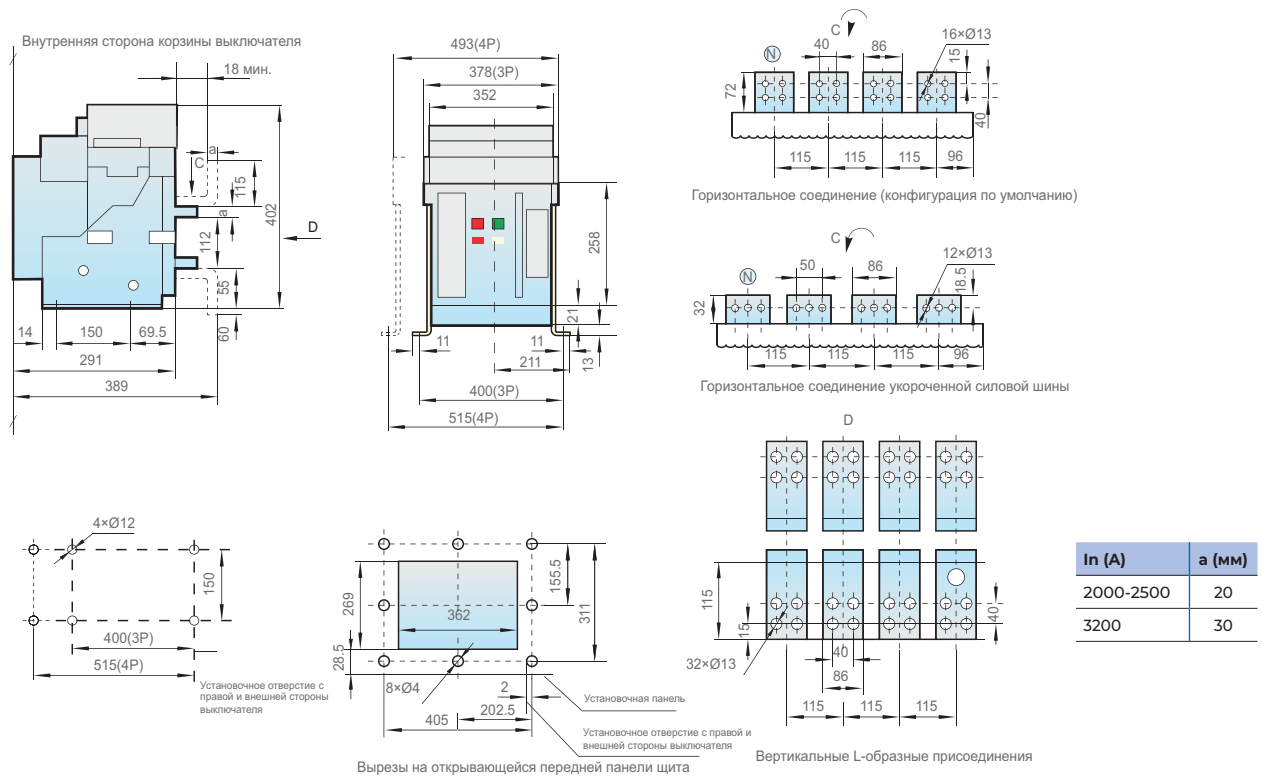 Внутренняя сторона корзины выключателя
18 мин.
a
C
115
a
402
D
112
55
60
14
150
69.5
291
389
493(4P)
378(3P)
352
258
21
11
11
13
211
400(3P)
515(4P)
C
N
40
86
16×Ø13
15
72
40
115
115
115
96
Горизонтальное соединение (конфигурация по умолчанию)
C
N
50
86
12×Ø13
18.5
32
115
115
115
96
Горизонтальное соединение укороченной силовой шины
4×Ø12
150
400(3P)
515(4P)
Установочное отверстие с
правой и внешней стороны
выключателя
269
362
155.5
311
28.5
8×Ø4
2
202.5
405
Установочная панель
Установочное отверстие с правой и
внешней стороны выключателя
Вырезы на открывающейся передней панели щита
D
115
15
40
32×Ø13
40
86
115
115
115
Вертикальные L-образные присоединения
In (A) a (мм)
2000-2500 20
3200 30